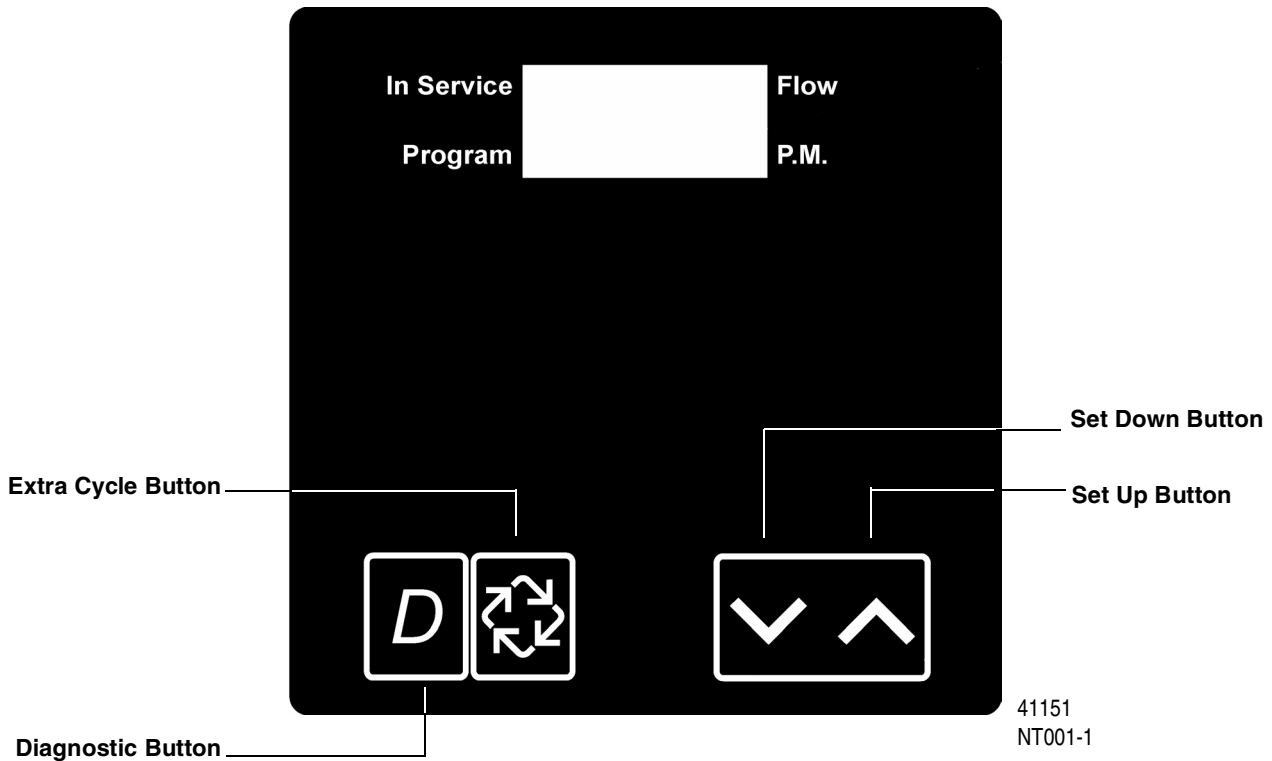 In Service
Flow
Program
P.M.
Set Down Button
Extra Cycle Button
Set Up Button
D
41151
NT001-1
Diagnostic Button